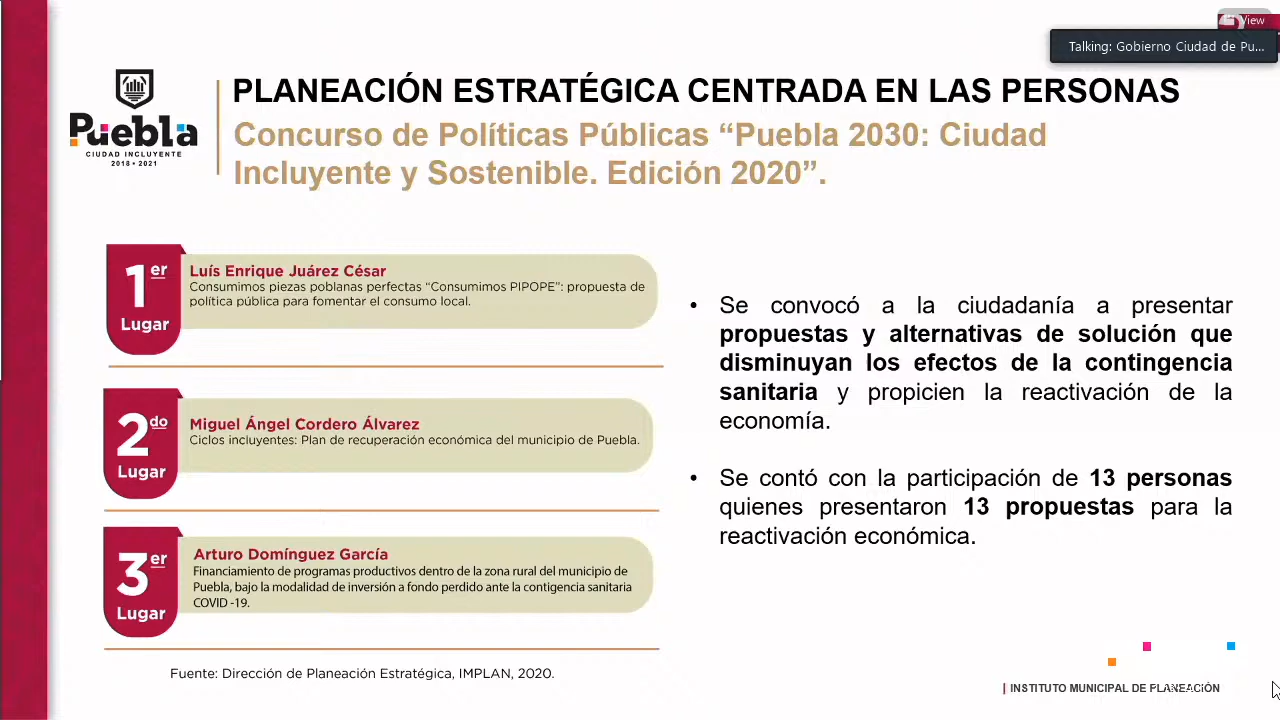 View
Talking: Gobierno Ciudad de Pu...
Puebla
CIUDAD INCLUYENTE
2018 • 2021
PLANEACIÓN ESTRATÉGICA CENTRADA EN LAS PERSONAS
Concurso de Políticas Públicas “Puebla 2030: Ciudad
Incluyente y Sostenible. Edición 2020”.
1er
Lugar
Luís Enrique Juárez César
Consumimos piezas poblanas perfectas “Consumimos PIPOPE”: propuesta de
política pública para fomentar el consumo local.
2do
Lugar
Miguel Ángel Cordero Álvarez
Ciclos incluyentes: Plan de recuperación económica del municipio de Puebla.
3er
Lugar
Arturo Domínguez García
Financiamiento de programas productivos dentro de la zona rural del municipio de
Puebla, bajo la modalidad de inversión a fondo perdido ante la contigencia sanitaria
COVID -19.
Fuente: Dirección de Planeación Estratégica, IMPLAN, 2020.
• Se convocó a la ciudadanía a presentar
propuestas y alternativas de solución que
disminuyan los efectos de la contingencia
sanitaria y propicien la reactivación de la
economía.
• Se contó con la participación de 13 personas
quienes presentaron 13 propuestas para la
reactivación económica.
| INSTITUTO MUNICIPAL DE PLANEACIÓN